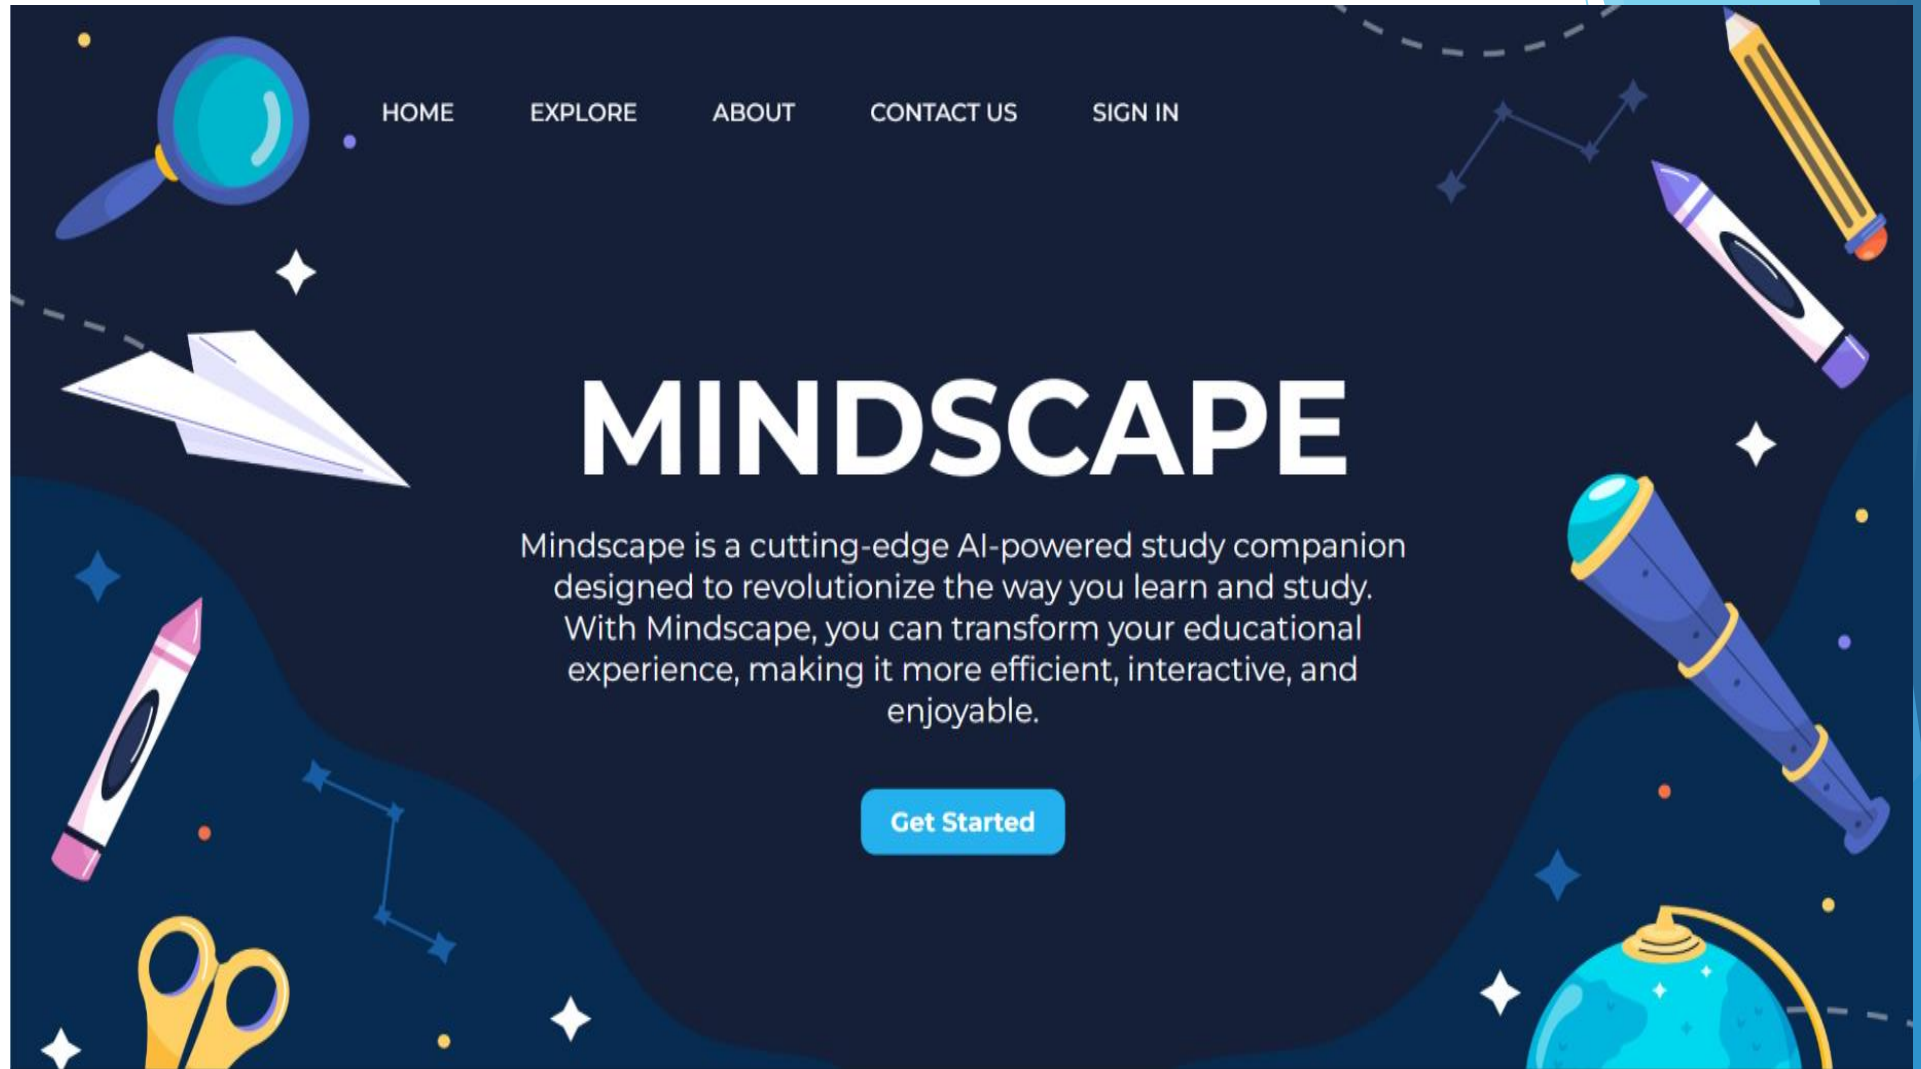 HOME EXPLORE ABOUT CONTACT US SIGN IN
MINDSCAPE
Mindscape is a cutting-edge AI-powered study companion
designed to revolutionize the way you learn and study.
With Mindscape, you can transform your educational
experience, making it more efficient, interactive, and
enjoyable.
Get Started